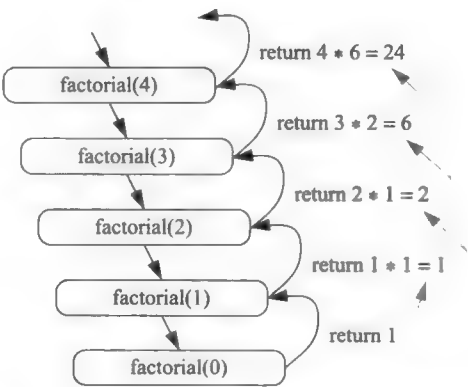 return 4 * 6 = 24
factorial(4)
return 3 * 2 = 6
factorial(3)
return 2 * 1 = 2
factorial(2)
return 1 * 1 = 1
factorial(1)
return 1
factorial(0)